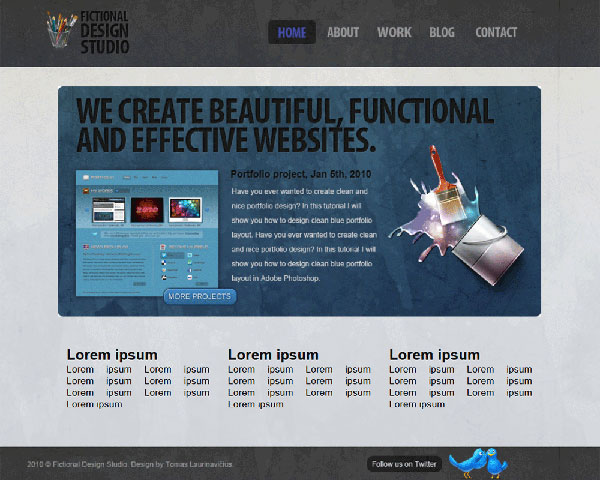 FICTIONAL
DESIGN
STUDIO
HOME ABOUT WORK BLOG CONTACT
WE CREATE BEAUTIFUL, FUNCTIONAL
AND EFFECTIVE WEBSITES.
Portfolio project, Jan 5th, 2010
Have you ever wanted to create clean and
nice portfolio design? In this tutorial I will
show you how to design clean blue portfolio
layout. Have you ever wanted to create clean
and nice portfolio design? In this tutorial I will
show you how to design clean blue portfolio
layout in Adobe Photoshop.
MORE PROJECTS
Lorem ipsum
Lorem ipsum Lorem ipsum
Lorem ipsum Lorem ipsum
Lorem ipsum Lorem ipsum
Lorem ipsum
Lorem ipsum
Lorem ipsum Lorem ipsum
Lorem ipsum Lorem ipsum
Lorem ipsum Lorem ipsum
Lorem ipsum
Lorem ipsum
Lorem ipsum Lorem ipsum
Lorem ipsum Lorem ipsum
Lorem ipsum Lorem ipsum
Lorem ipsum
2010 © Fictional Design Studio. Design by Tomas Laurinavičius
Follow us on Twitter